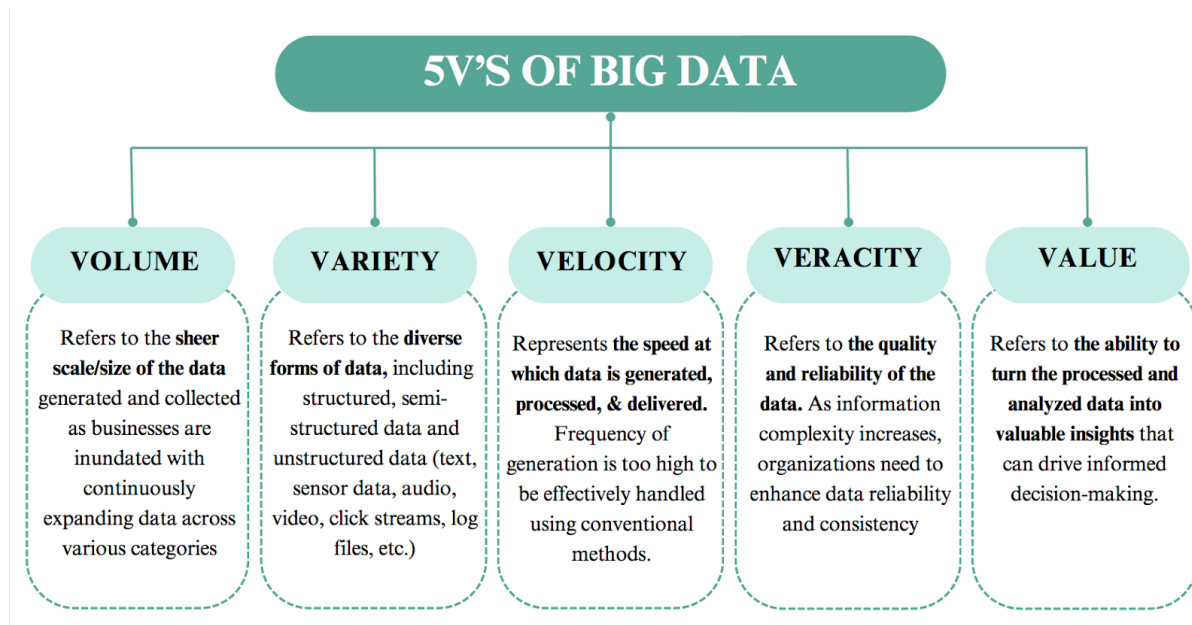 5V'S OF BIG DATA
VOLUME
Refers to the sheer
scale/size of the data
generated and collected
as businesses are
inundated with
continuously
expanding data across
various categories
VARIETY
Refers to the diverse
forms of data, including
structured, semi-
structured data and
unstructured data (text,
sensor data, audio,
video, click streams, log
files, etc.)
VELOCITY
Represents the speed at
which data is generated,
processed, & delivered.
Frequency of
generation is too high to
be effectively handled
using conventional
methods.
VERACITY
Refers to the quality
and reliability of the
data. As information
complexity increases,
organizations need to
enhance data reliability
and consistency
VALUE
Refers to the ability to
turn the processed and
analyzed data into
valuable insights that
can drive informed
decision-making.